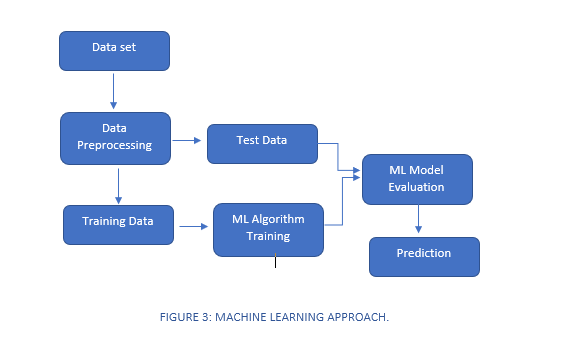 Data set
Data
Preprocessing
Test Data
ML Model
Evaluation
Training Data
ML Algorithm
Training
Prediction
FIGURE 3: MACHINE LEARNING APPROACH.